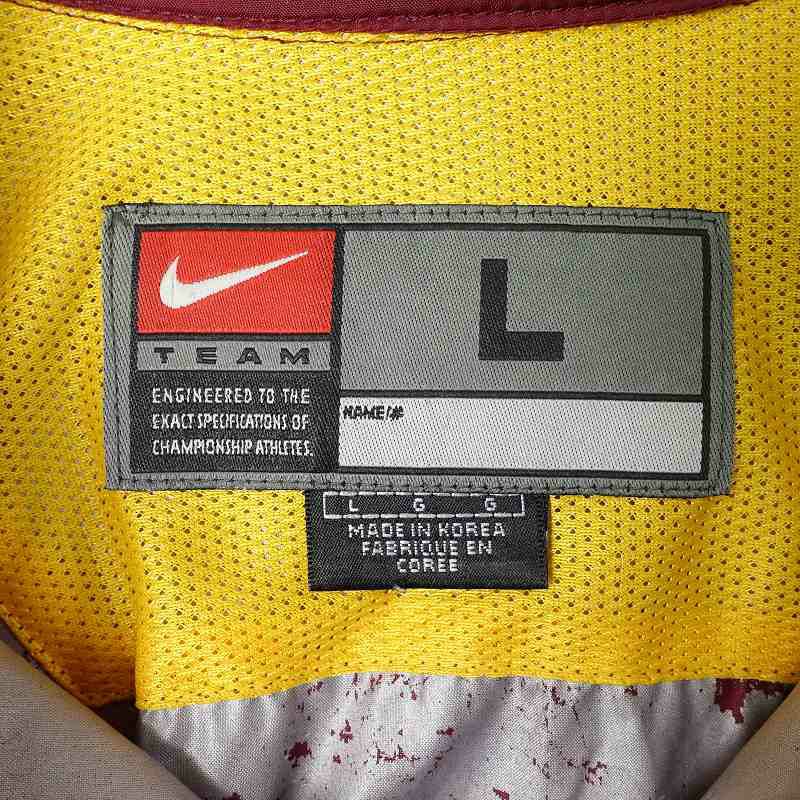 L
TEAM
ENGINEERED TO THE
EXACT SPECIFICATIONS OF
CHAMPIONSHIP ATHLETES.
NAME/#
L G G
MADE IN KOREA
FABRIQUE EN
COREE